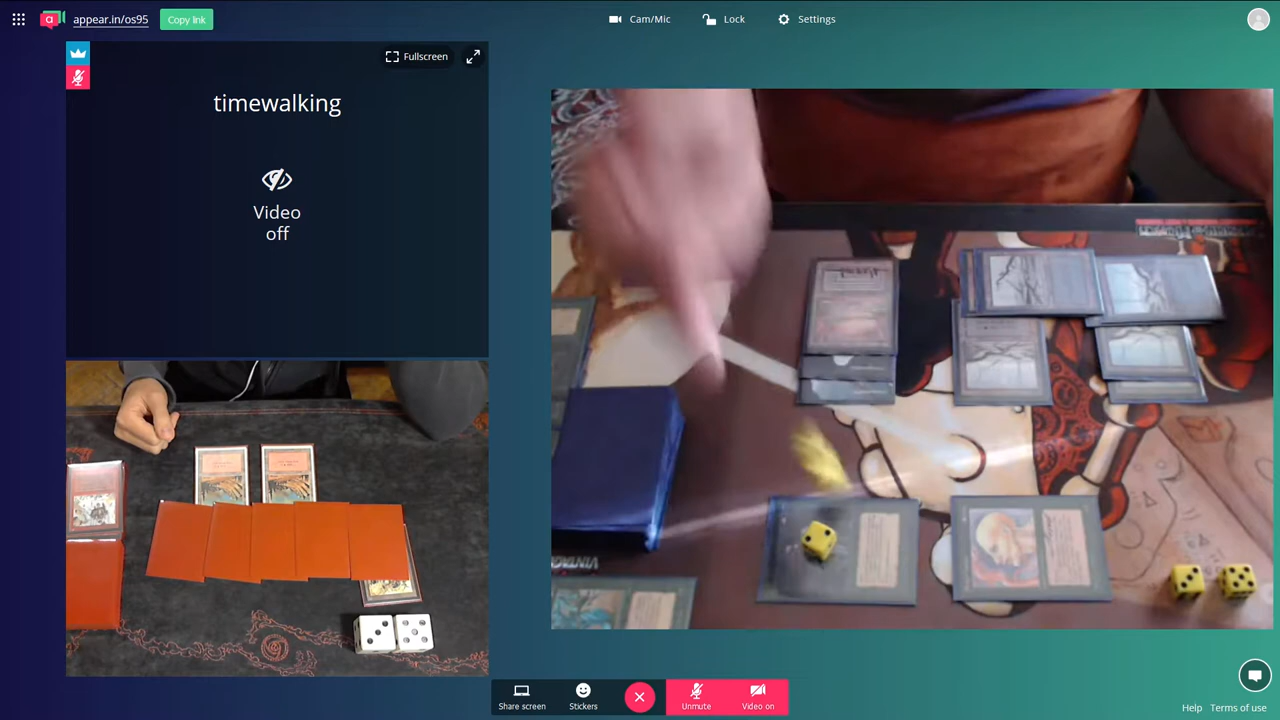 appear.in/os95
Copy link
Cam/Mic
Lock
Settings
Fullscreen
timewalking
Video
off
Share screen
Stickers
Unmute
Video on
Help
Terms of use